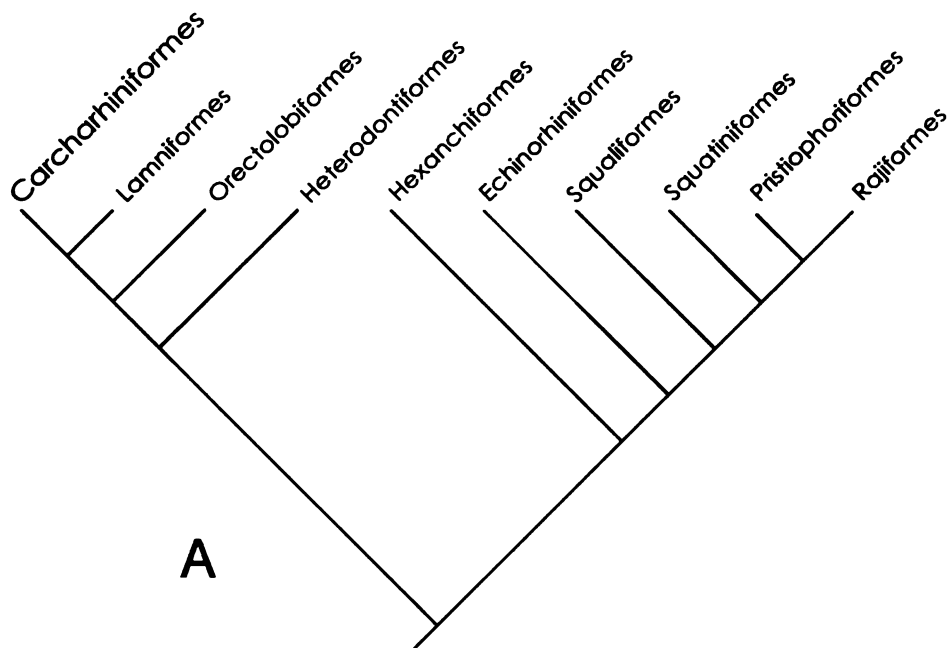 Carcharhiniformes
Lamniformes
Orectolobiformes
Heterodontiformes
Hexanchiformes
Echinorhiniformes
Squaliformes
Squatiniformes
Pristiophoriformes
Rajiformes
A